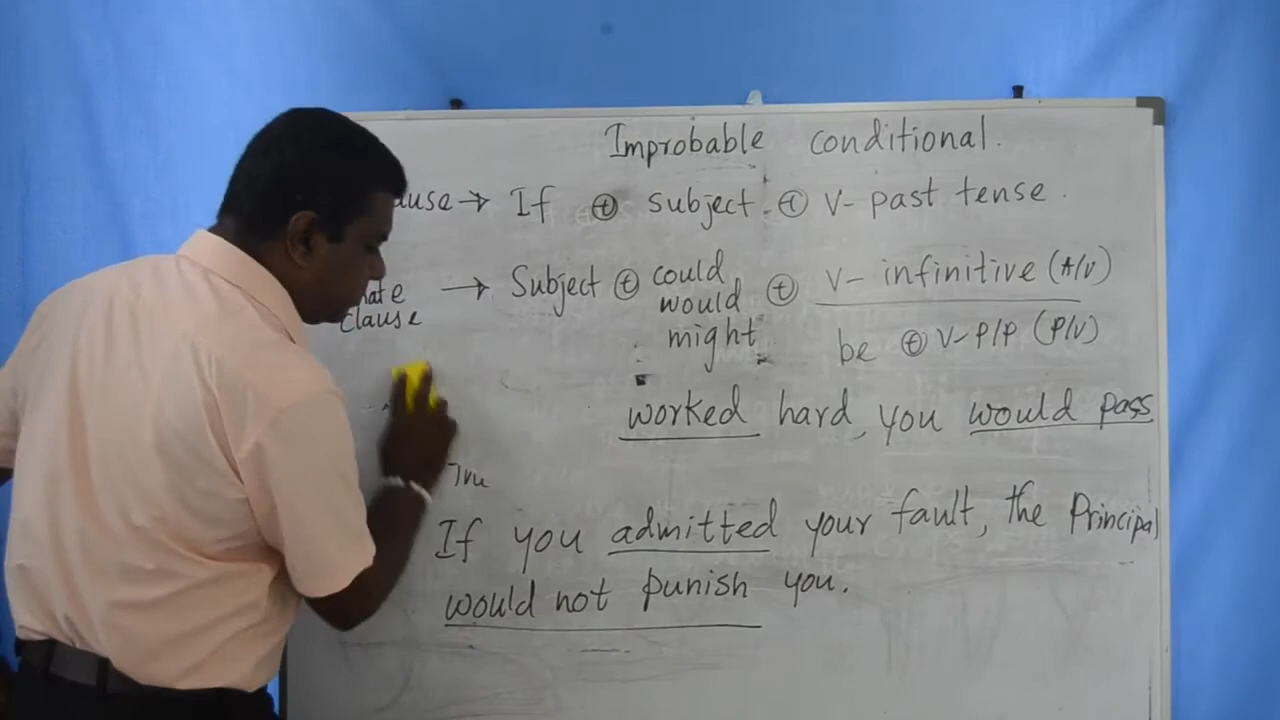 Improbable conditional.
ause → If ⊕ subject ⊕ V- past tense.
nate → Subject ⊕ could ⊕ V- infinitive (A/V)
clause would
might be ⊕ V-P/P (P/V)
worked hard, you would pass
If you admitted your fault, the Principal
would not punish you.